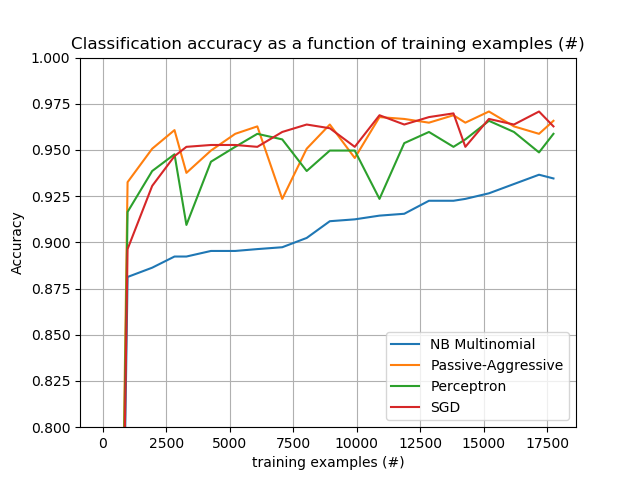 Classification accuracy as a function of training examples (#)
1.000
0.975
0.950
0.925
0.900
0.875
0.850
0.825
0.800
Accuracy
NB Multinomial
Passive-Aggressive
Perceptron
SGD
0 2500 5000 7500 10000 12500 15000 17500
training examples (#)